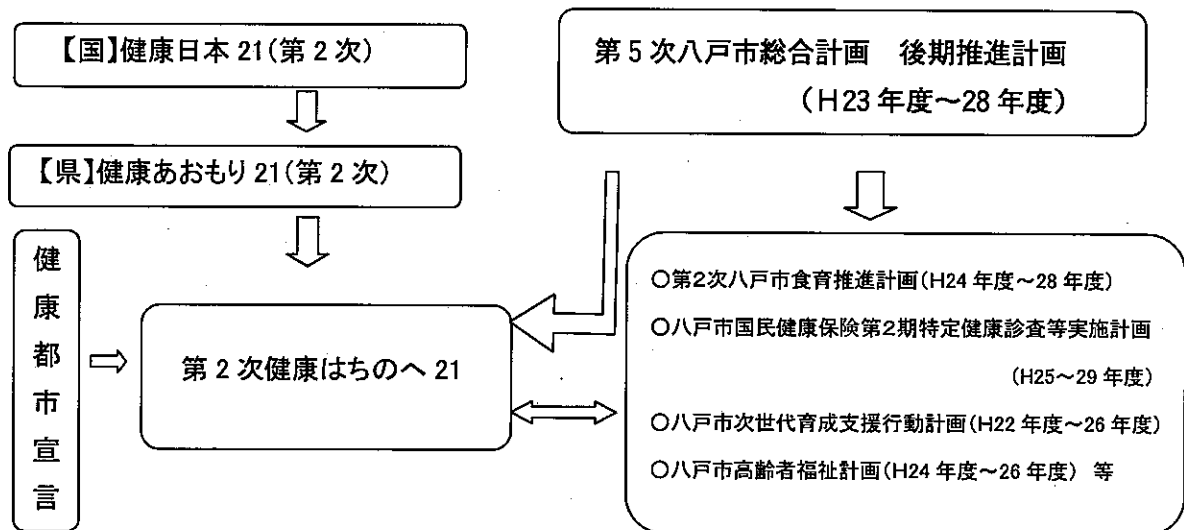 【国】健康日本21(第2次)
第5次八戸市総合計画　後期推進計画
(H23年度～28年度)
【県】健康あおもり21(第2次)
健康都市宣言
第2次健康はちのへ21
○第2次八戸市食育推進計画(H24年度～28年度)
○八戸市国民健康保険第2期特定健康診査等実施計画
(H25～29年度)
○八戸市次世代育成支援行動計画(H22年度～26年度)
○八戸市高齢者福祉計画(H24年度～26年度)　等